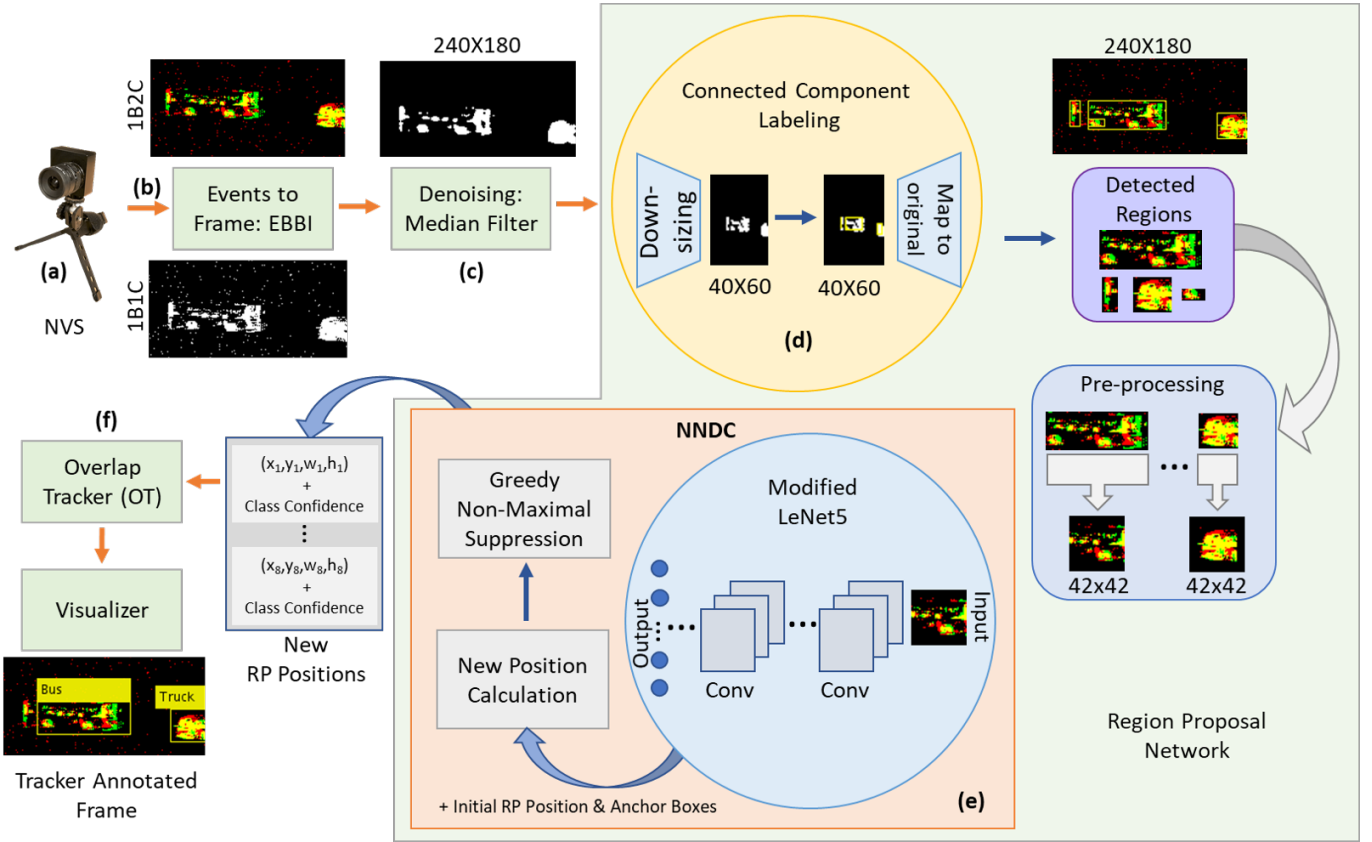 240X180
1B2C
(a)
NVS
(b)
Events to
Frame: EBBI
1B1C
Denoising:
Median Filter
(c)
Connected Component
Labeling
Down-
sizing
40X60
40X60
Map to
original
(d)
240X180
Detected
Regions
Pre-processing
...
42x42
42x42
Region Proposal
Network
NNDC
Modified
LeNet5
Input
Conv
...
Conv
...
Output
(e)
+ Initial RP Position & Anchor Boxes
New Position
Calculation
Greedy
Non-Maximal
Suppression
(x₁,y₁,w₁,h₁)
+
Class Confidence
⋮
(x₈,y₈,w₈,h₈)
+
Class Confidence
New
RP Positions
(f)
Overlap
Tracker (OT)
Visualizer
Bus
Truck
Tracker Annotated
Frame